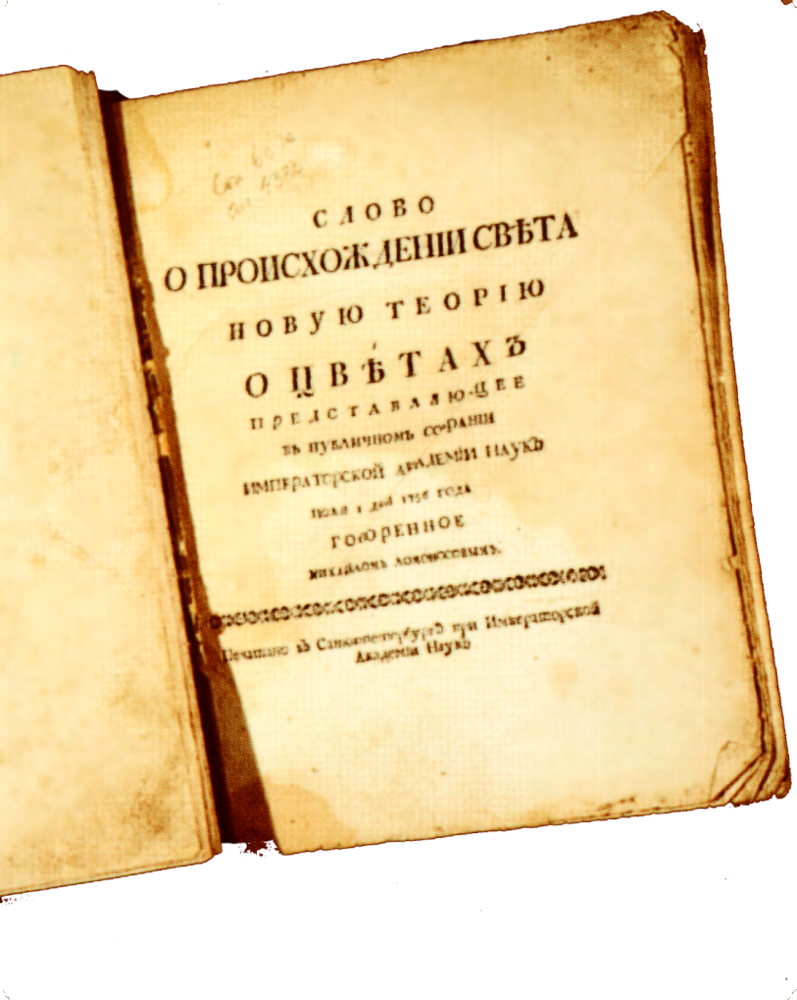 СЛОВО
О ПРОИСХОЖДЕНІИ СВѢТА
НОВУЮ ТЕОРІЮ
О ЦВѢТАХЪ
ПРЕДСТАВЛЯЮЩЕЕ
ВЪ ПУБЛИЧНОМЪ СОБРАНІИ
ИМПЕРАТОРСКОЙ АКАДЕМІИ НАУКЪ
ІЮЛЯ 1 дня 1756 ГОДА
ГОВОРЕННОЕ
МИХАЙЛОМЪ ЛОМОНОСОВЫМЪ.
Печатано въ Санктпетербургѣ при Императорской
Академіи Наукъ